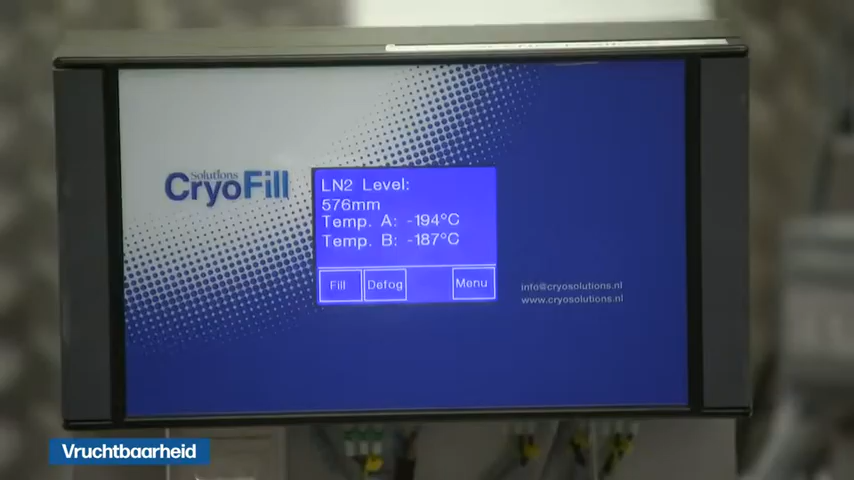 Solutions
CryoFill
LN2 Level:
576mm
Temp. A: -194°C
Temp. B: -187°C
Fill
Defog
Menu
info@cryosolutions.nl
www.cryosolutions.nl
Vruchtbaarheid